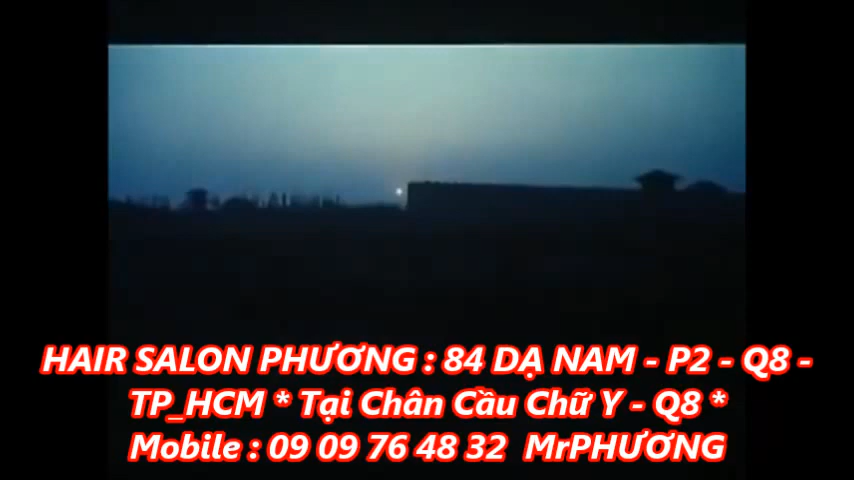 HAIR SALON PHƯƠNG : 84 DẠ NAM - P2 - Q8 -
TP_HCM * Tại Chân Cầu Chữ Y - Q8 *
Mobile : 09 09 76 48 32 MrPHƯƠNG